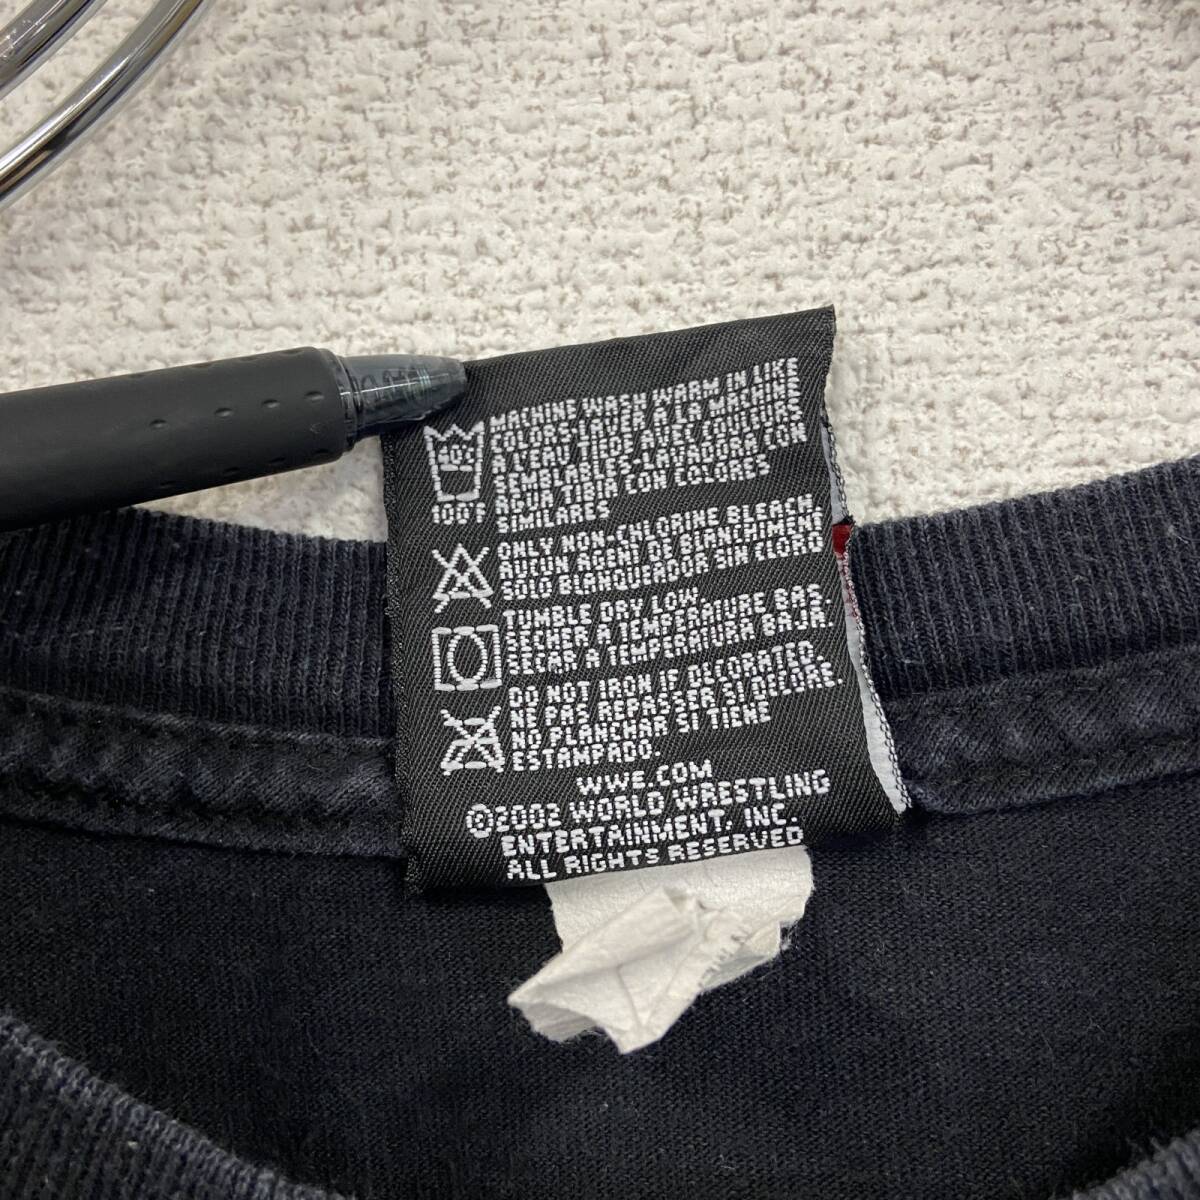 MACHINE WASH WARM IN LIKE
COLORS-LAVER A LA MACHINE
A L'EAU TIEDE AVEC COULEURS
SEMBLABLES-LAVADORA CON
AGUA TIBIA CON COLORES
SIMILARES
40°
100°F
ONLY NON-CHLORINE BLEACH
AUCUN AGENT DE BLANCHIMENT
SOLO BLANQUEADOR SIN CLORO
TUMBLE DRY LOW
SECHER A TEMPERATURE BAS.
SECAR A TEMPERATURA BAJA.
DO NOT IRON IF DECORATED
NE PAS REPASSER SI DECORE.
NO PLANCHAR SI TIENE
ESTAMPADO.
WWE.COM
©2002 WORLD WRESTLING
ENTERTAINMENT, INC.
ALL RIGHTS RESERVED